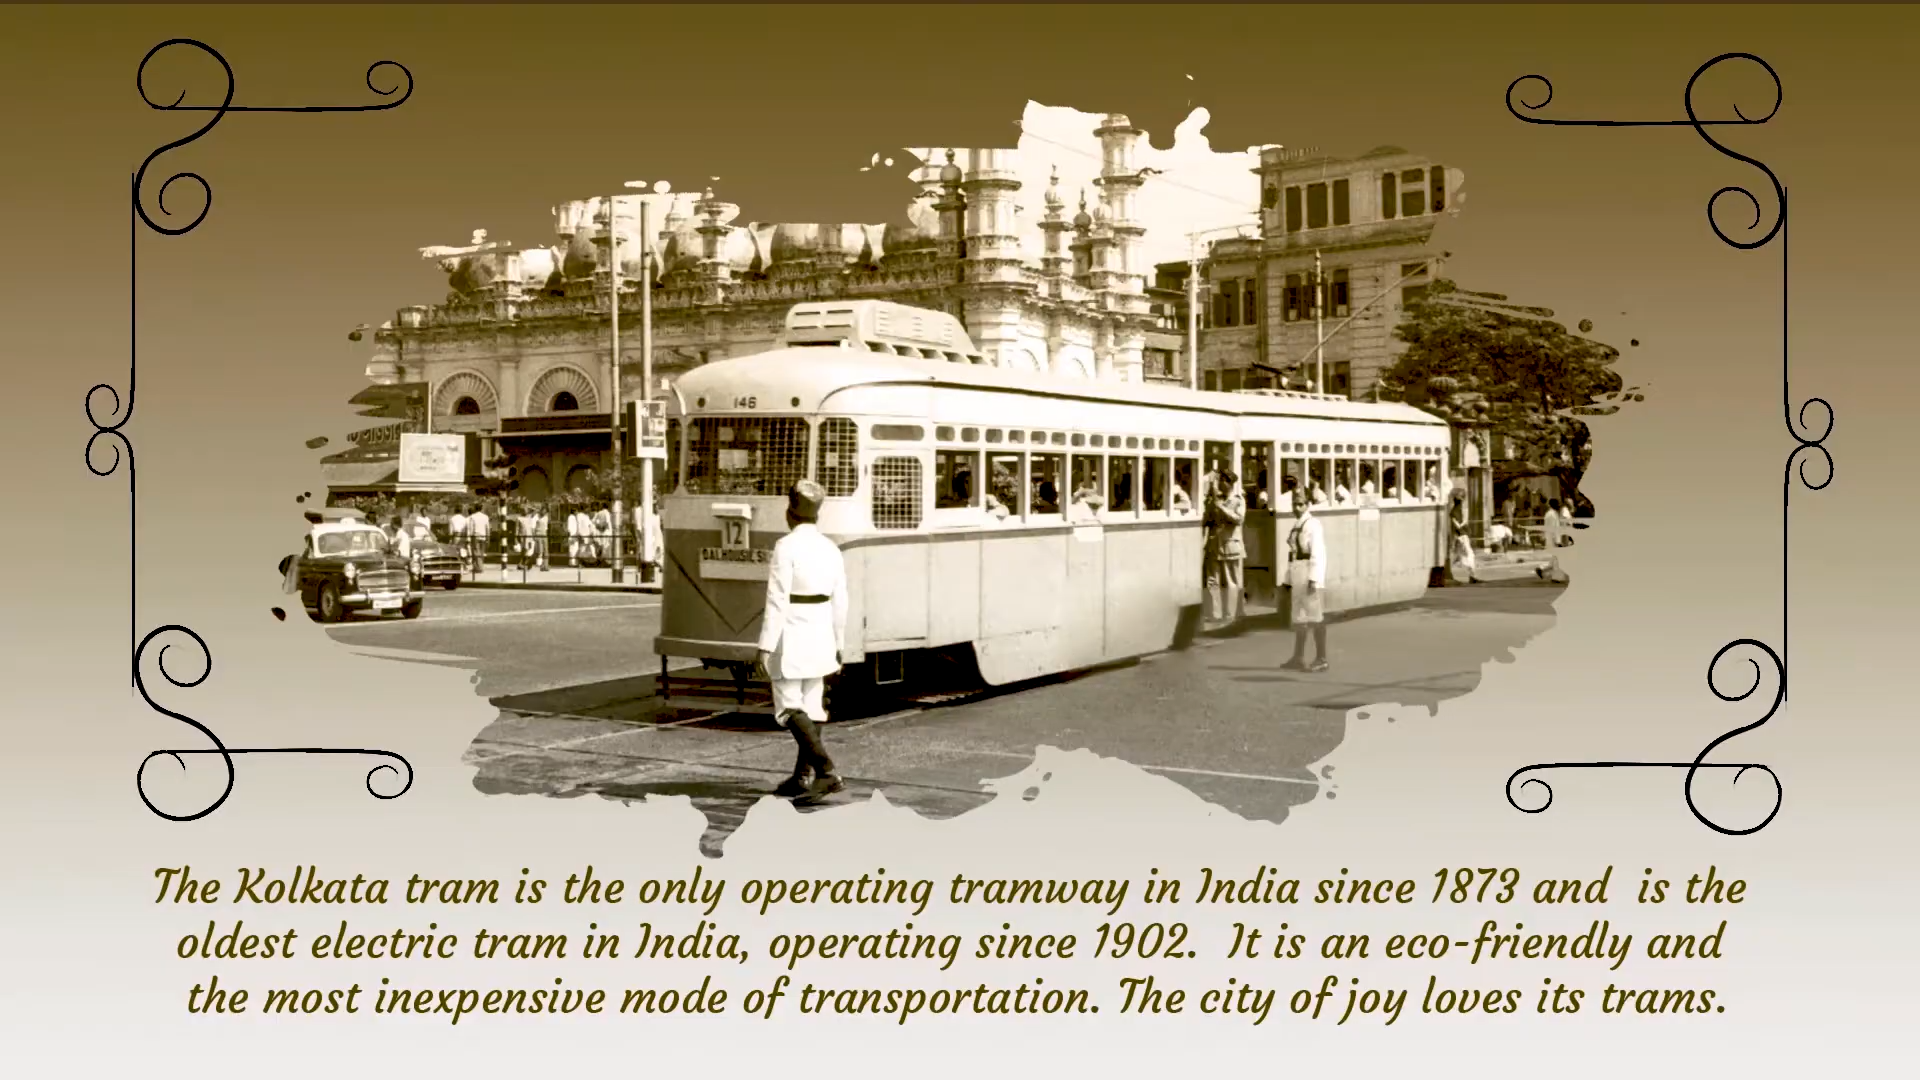 146
12
The Kolkata tram is the only operating tramway in India since 1873 and is the
oldest electric tram in India, operating since 1902. It is an eco-friendly and
the most inexpensive mode of transportation. The city of joy loves its trams.